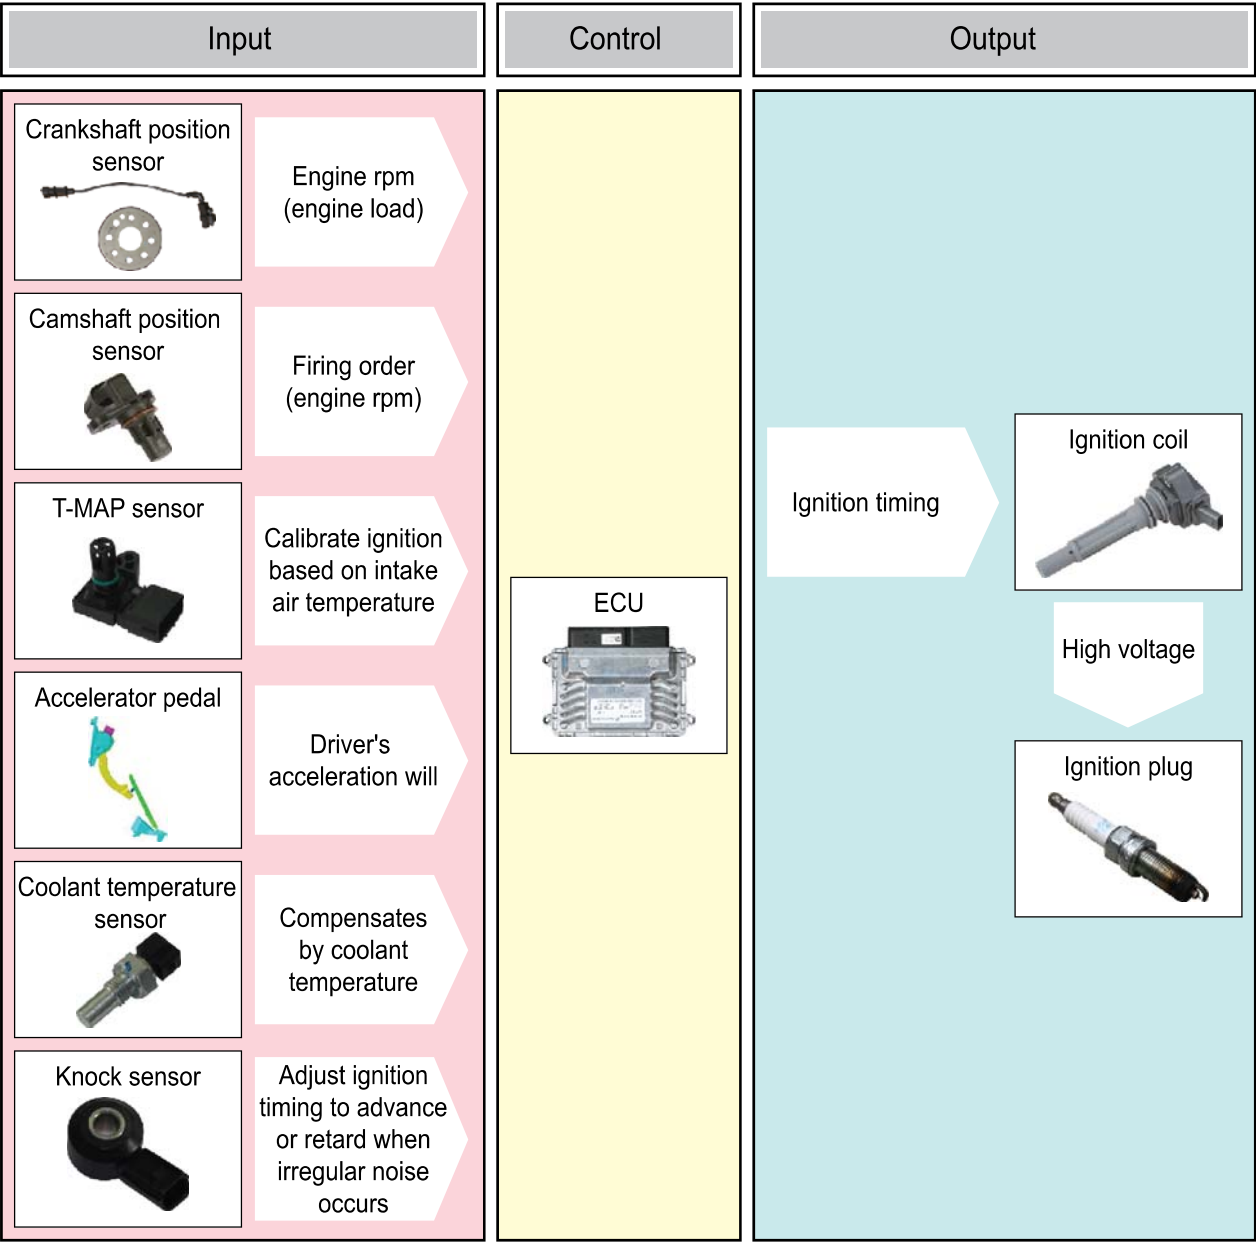 Input
Control
Output
Crankshaft position
sensor
Engine rpm
(engine load)
Camshaft position
sensor
Firing order
(engine rpm)
T-MAP sensor
Calibrate ignition
based on intake
air temperature
Accelerator pedal
Driver's
acceleration will
Coolant temperature
sensor
Compensates
by coolant
temperature
Knock sensor
Adjust ignition
timing to advance
or retard when
irregular noise
occurs
ECU
Ignition timing
Ignition coil
High voltage
Ignition plug